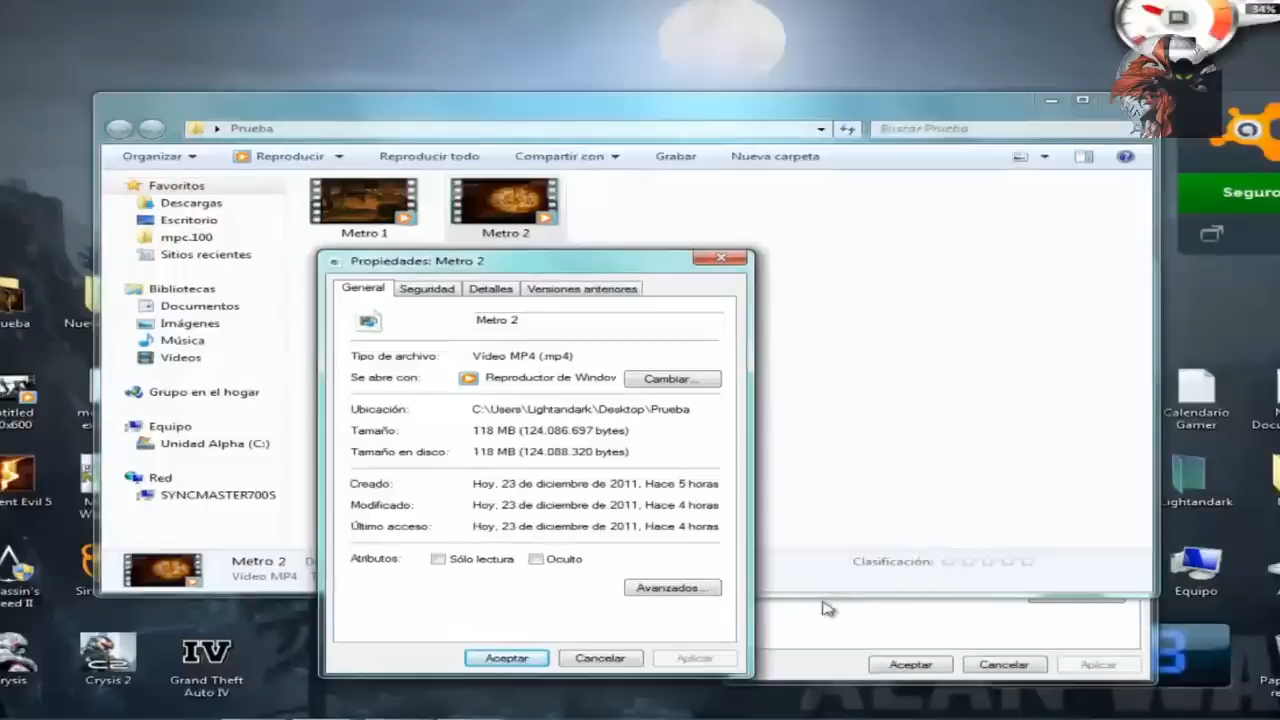 34%
Prueba
Buscar Prueba
Organizar
Reproducir
Reproducir todo
Compartir con
Grabar
Nueva carpeta
Favoritos
Descargas
Escritorio
mpc.100
Sitios recientes
Bibliotecas
Documentos
Imágenes
Música
Vídeos
Grupo en el hogar
Equipo
Unidad Alpha (C:)
Red
SYNCMASTER700S
Metro 1
Metro 2
Propiedades: Metro 2
General
Seguridad
Detalles
Versiones anteriores
Metro 2
Tipo de archivo:
Vídeo MP4 (.mp4)
Se abre con:
Reproductor de Window
Cambiar...
Ubicación:
C:\Users\Lightandark\Desktop\Prueba
Tamaño:
118 MB (124.086.697 bytes)
Tamaño en disco:
118 MB (124.088.320 bytes)
Creado:
Hoy, 23 de diciembre de 2011, Hace 5 horas
Modificado:
Hoy, 23 de diciembre de 2011, Hace 4 horas
Último acceso:
Hoy, 23 de diciembre de 2011, Hace 4 horas
Atributos:
Sólo lectura
Oculto
Avanzados...
Aceptar
Cancelar
Aplicar
Metro 2
Vídeo MP4
Clasificación:
Aceptar
Cancelar
Aplicar
Seguro
Calendario
Gamer
Lightandark
Equipo
ueba
ent Evil 5
Crysis 2
IV
Grand Theft
Auto IV
rysis